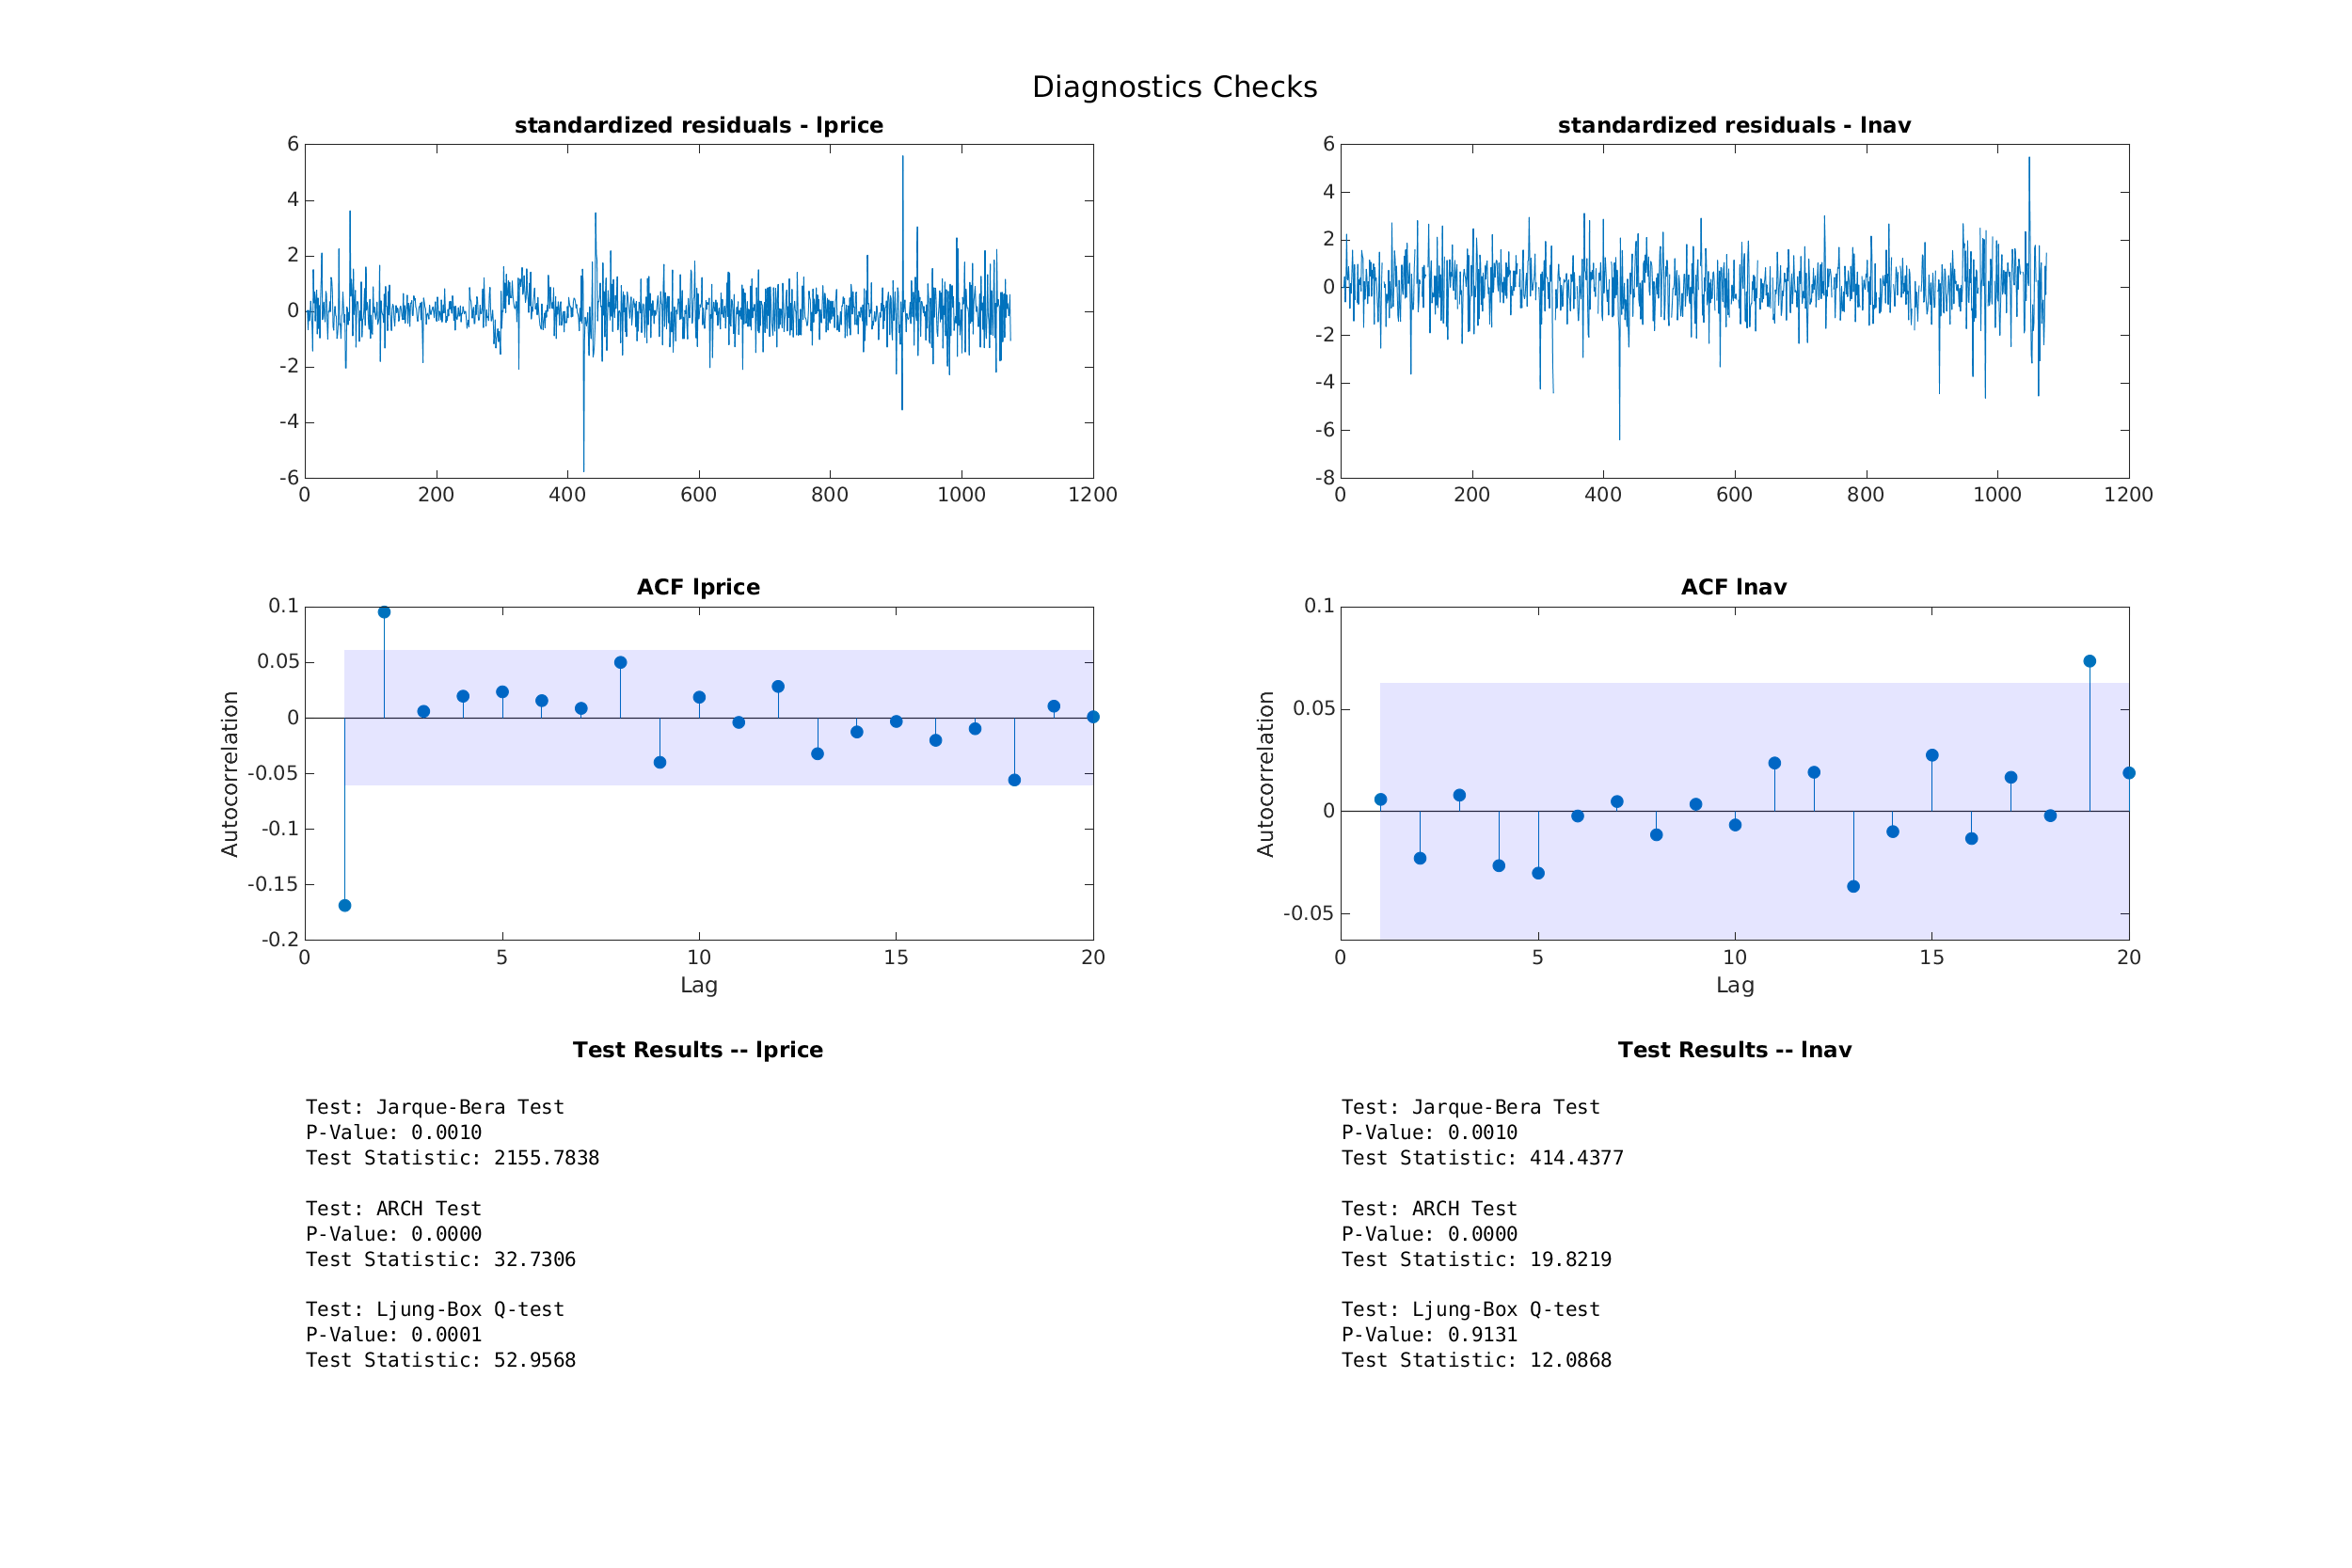 Diagnostics Checks
standardized residuals - lprice
6
4
2
0
-2
-4
-6
0 200 400 600 800 1000 1200
standardized residuals - lnav
6
4
2
0
-2
-4
-6
-8
0 200 400 600 800 1000 1200
ACF lprice
Autocorrelation
0.1
0.05
0
-0.05
-0.1
-0.15
-0.2
0 5 10 15 20
Lag
ACF lnav
Autocorrelation
0.1
0.05
0
-0.05
0 5 10 15 20
Lag
Test Results -- lprice
Test: Jarque-Bera Test
P-Value: 0.0010
Test Statistic: 2155.7838
Test: ARCH Test
P-Value: 0.0000
Test Statistic: 32.7306
Test: Ljung-Box Q-test
P-Value: 0.0001
Test Statistic: 52.9568
Test Results -- lnav
Test: Jarque-Bera Test
P-Value: 0.0010
Test Statistic: 414.4377
Test: ARCH Test
P-Value: 0.0000
Test Statistic: 19.8219
Test: Ljung-Box Q-test
P-Value: 0.9131
Test Statistic: 12.0868